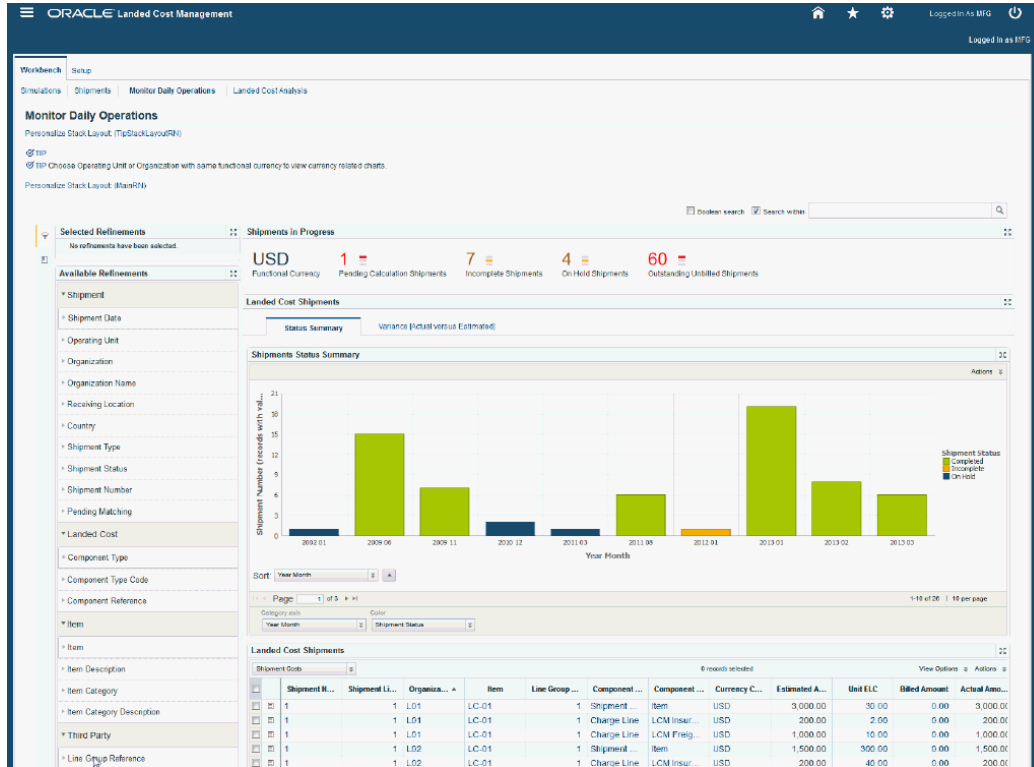 ORACLE Landed Cost Management
Logged In As MFG
Logged In as MFG
Workbench Setup
Simulations Shipments Monitor Daily Operations Landed Cost Analysis
Monitor Daily Operations
Personalize Stack Layout: (TipStackLayoutRN)
TIP
TIP Choose Operating Unit or Organization with same functional currency to view currency related charts.
Personalize Stack Layout: (MainRN)
Boolean search Search within
Selected Refinements
No refinements have been selected.
Available Refinements
Shipment
Shipment Date
Operating Unit
Organization
Organization Name
Receiving Location
Country
Shipment Type
Shipment Status
Shipment Number
Pending Matching
Landed Cost
Component Type
Component Type Code
Component Reference
Item
Item
Item Description
Item Category
Item Category Description
Third Party
Line Group Reference
Shipments in Progress
USD 1 7 4 60
Functional Currency Pending Calculation Shipments Incomplete Shipments On Hold Shipments Outstanding Unbilled Shipments
Landed Cost Shipments
Status Summary Variance [Actual versus Estimated]
Shipments Status Summary
Actions
Shipment Number (records with val...
21
18
15
12
9
6
3
0
2002 01 2009 06 2009 11 2010 12 2011 03 2011 08 2012 01 2013 01 2013 02 2013 03
Year Month
Shipment Status
Completed
Incomplete
On Hold
Sort: Year Month
Page 1 of 3
1-10 of 26 | 10 per page
Category axis Color
Year Month Shipment Status
Landed Cost Shipments
Shipment Costs 0 records selected View Options Actions
Shipment N... Shipment Li... Organiza... Item Line Group ... Component ... Component ... Currency C... Estimated A... Unit ELC Billed Amount Actual Amo...
1 1 L01 LC-01 1 Shipment ... Item USD 3,000.00 30.00 0.00 3,000.00
1 1 L01 LC-01 1 Charge Line LCM Insur... USD 200.00 2.00 0.00 200.00
1 1 L01 LC-01 1 Charge Line LCM Freig... USD 1,000.00 10.00 0.00 1,000.00
1 1 L02 LC-01 1 Shipment ... Item USD 1,500.00 300.00 0.00 1,500.00
1 1 L02 LC-01 1 Charge Line LCM Insur... USD 200.00 40.00 0.00 200.00